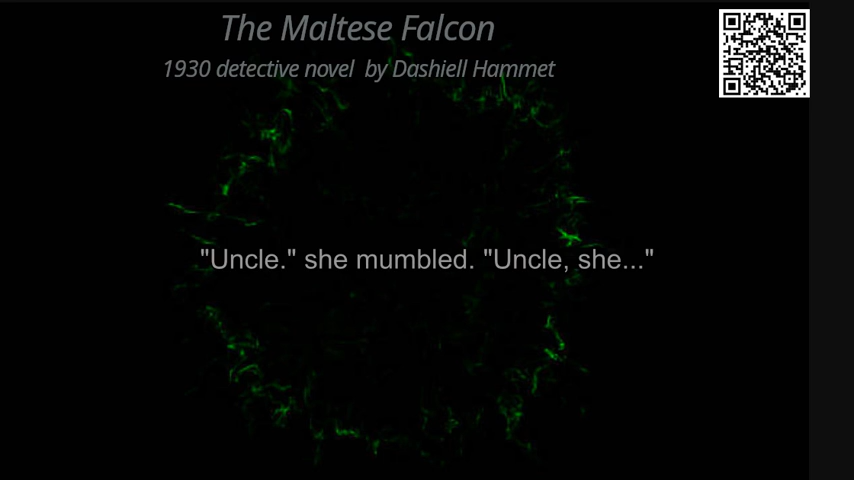 The Maltese Falcon
1930 detective novel  by Dashiell Hammet
"Uncle." she mumbled. "Uncle, she..."